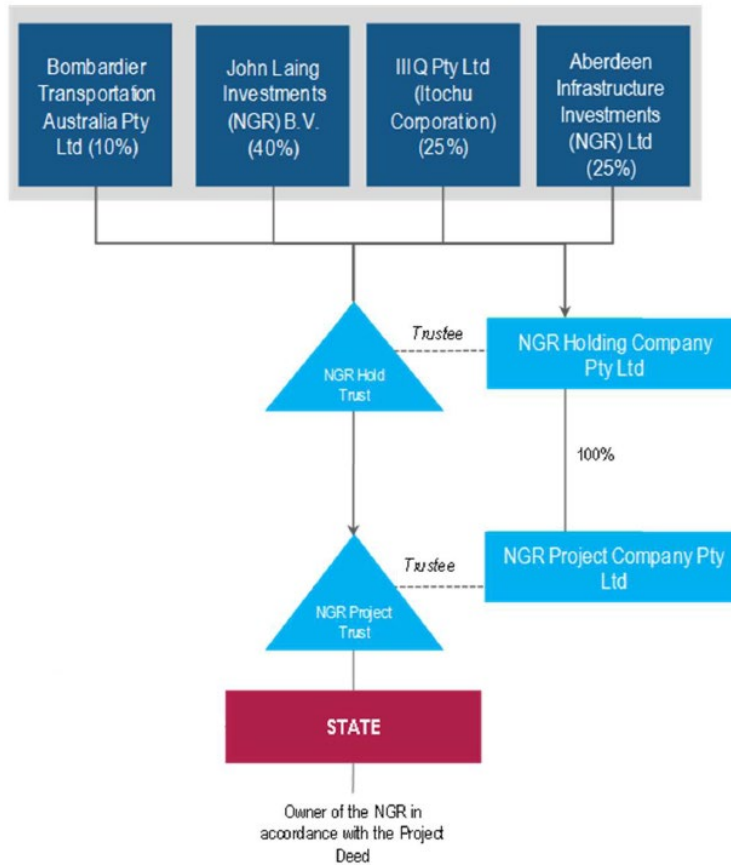 Bombardier
Transportation
Australia Pty
Ltd (10%)
John Laing
Investments
(NGR) B.V.
(40%)
IIIQ Pty Ltd
(Itochu
Corporation)
(25%)
Aberdeen
Infrastructure
Investments
(NGR) Ltd
(25%)
Trustee
NGR Hold
Trust
NGR Holding Company
Pty Ltd
100%
Trustee
NGR Project
Trust
NGR Project Company Pty
Ltd
STATE
Owner of the NGR in
accordance with the Project
Deed